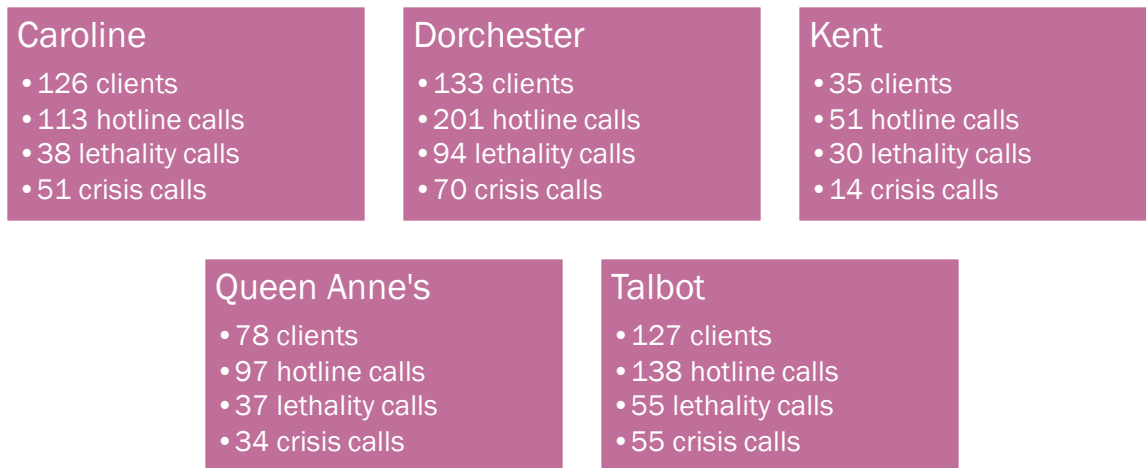 Caroline
•126 clients
•113 hotline calls
•38 lethality calls
•51 crisis calls
Dorchester
•133 clients
•201 hotline calls
•94 lethality calls
•70 crisis calls
Kent
•35 clients
•51 hotline calls
•30 lethality calls
•14 crisis calls
Queen Anne's
•78 clients
•97 hotline calls
•37 lethality calls
•34 crisis calls
Talbot
•127 clients
•138 hotline calls
•55 lethality calls
•55 crisis calls